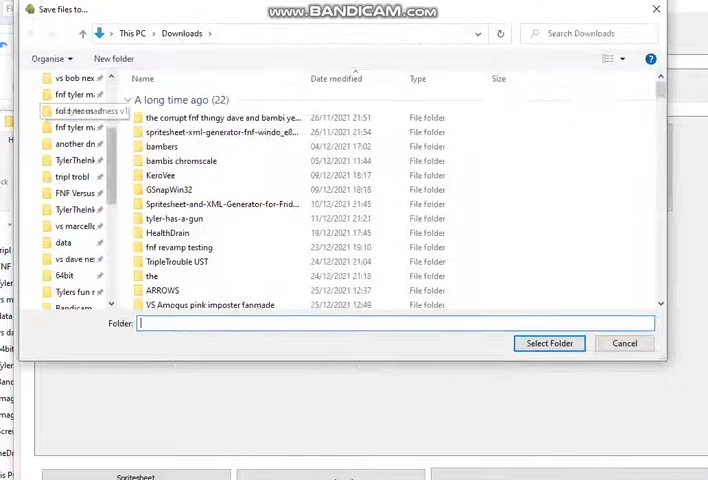 www.BANDICAM.com
Save files to...
This PC > Downloads >
Search Downloads
Organise
New folder
Name
Date modified
Type
Size
A long time ago (22)
the corrupt fnf thingy dave and bambi ye... 26/11/2021 21:51 File folder
spritesheet-xml-generator-fnf-windo_e8... 26/11/2021 21:54 File folder
bambers 04/12/2021 17:02 File folder
bambis chromscale 05/12/2021 11:44 File folder
KeroVee 09/12/2021 18:17 File folder
GSnapWin32 09/12/2021 18:18 File folder
Spritesheet-and-XML-Generator-for-Frid... 10/12/2021 21:45 File folder
tyler-has-a-gun 11/12/2021 21:21 File folder
HealthDrain 19/12/2021 17:45 File folder
fnf revamp testing 23/12/2021 19:10 File folder
TripleTrouble UST 24/12/2021 21:04 File folder
the 24/12/2021 21:18 File folder
ARROWS 25/12/2021 12:37 File folder
VS Amogus pink imposter fanmade 25/12/2021 12:49 File folder
vs bob nex
fnf tyler ma
fnf tyler ma
another dn
TylerTheInk
tripl trobl
FNF Versus
TylerTheInk
vs marcello
data
vs dave nex
64bit
Tylers fun r
Bandicam
Folder:
Select Folder
Cancel
Spritesheet